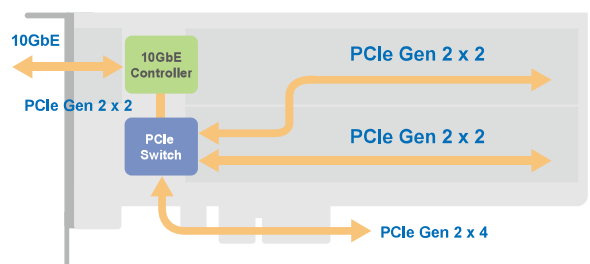 10GbE
10GbE
Controller
PCIe Gen 2 x 2
PCIe Gen 2 x 2
PCIe
Switch
PCIe Gen 2 x 2
PCIe Gen 2 x 4